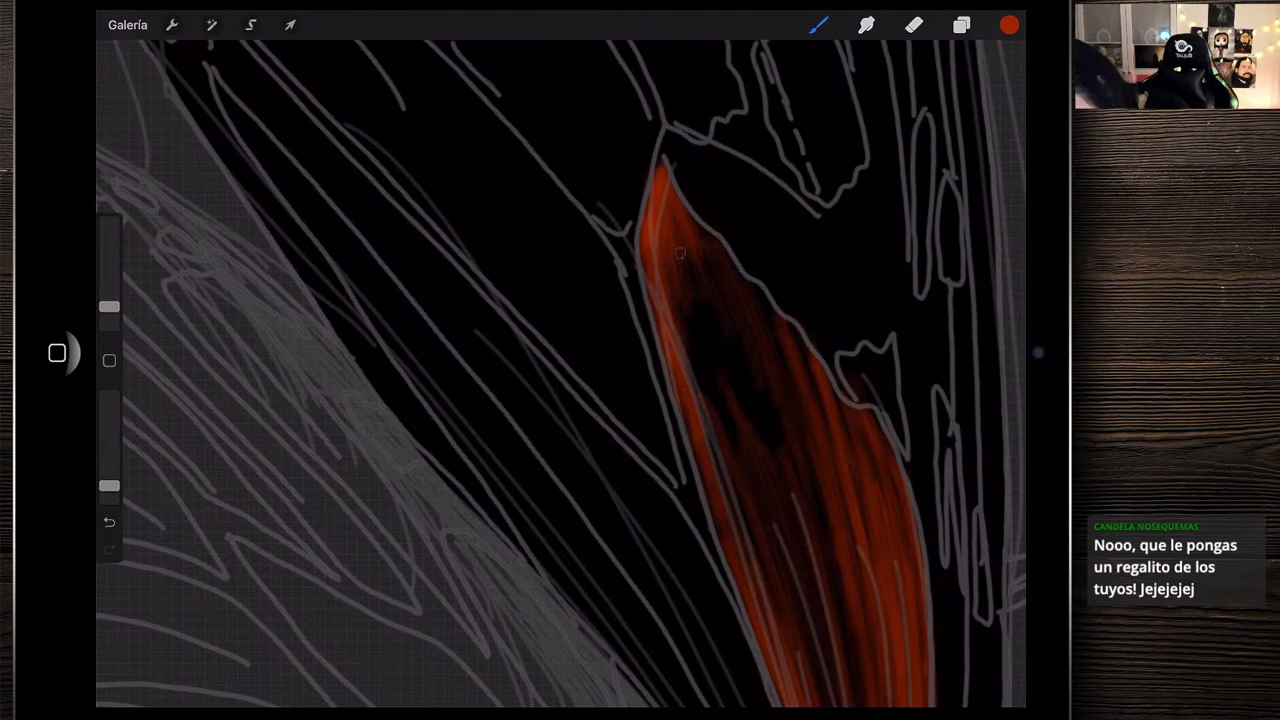 Galería
CANDELA NOSEQUEMAS
Nooo, que le pongas
un regalito de los
tuyos! Jejejejej